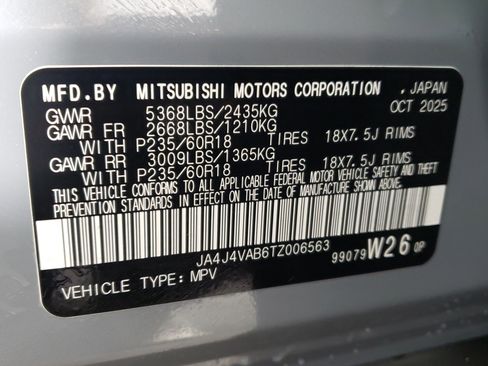 MFD.BY MITSUBISHI MOTORS CORPORATION , JAPAN
GVWR 5368LBS/2435KG OCT 2025
GAWR FR 2668LBS/1210KG
WITH P235/60R18 TIRES 18X7.5J RIMS
GAWR RR 3009LBS/1365KG
WITH P235/60R18 TIRES 18X7.5J RIMS
THIS VEHICLE CONFORMS TO ALL APPLICABLE FEDERAL MOTOR VEHICLE SAFETY AND THEFT
PREVENTION STANDARDS IN EFFECT ON THE DATE OF MANUFACTURE SHOWN ABOVE.
JA4J4VAB6TZ006563
99079 W26 0P
VEHICLE TYPE: MPV